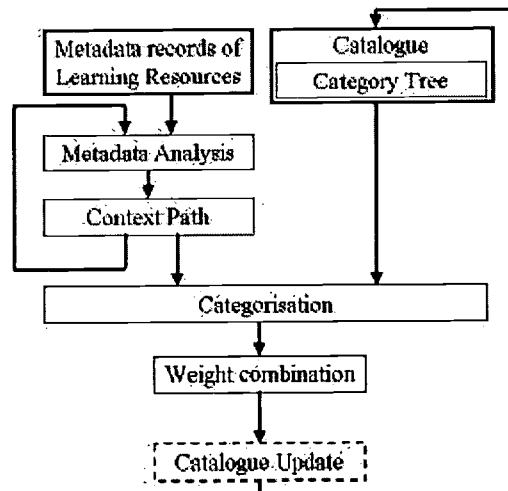 Metadata records of
Learning Resources
Catalogue
Category Tree
Metadata Analysis
Context Path
Categorisation
Weight combination
Catalogue Update